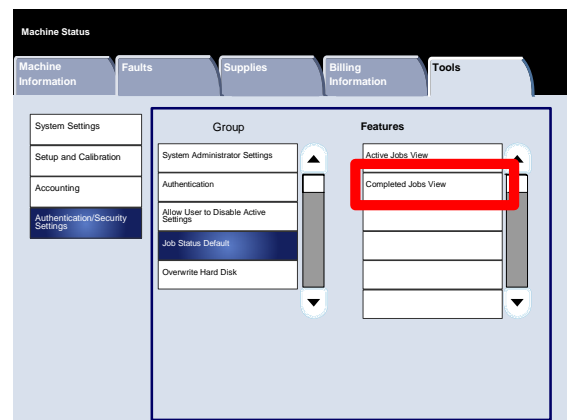 Machine Status
Machine
Information
Faults
Supplies
Billing
Information
Tools
System Settings
Setup and Calibration
Accounting
Authentication/Security
Settings
Group
System Administrator Settings
Authentication
Allow User to Disable Active
Settings
Job Status Default
Overwrite Hard Disk
Features
Active Jobs View
Completed Jobs View